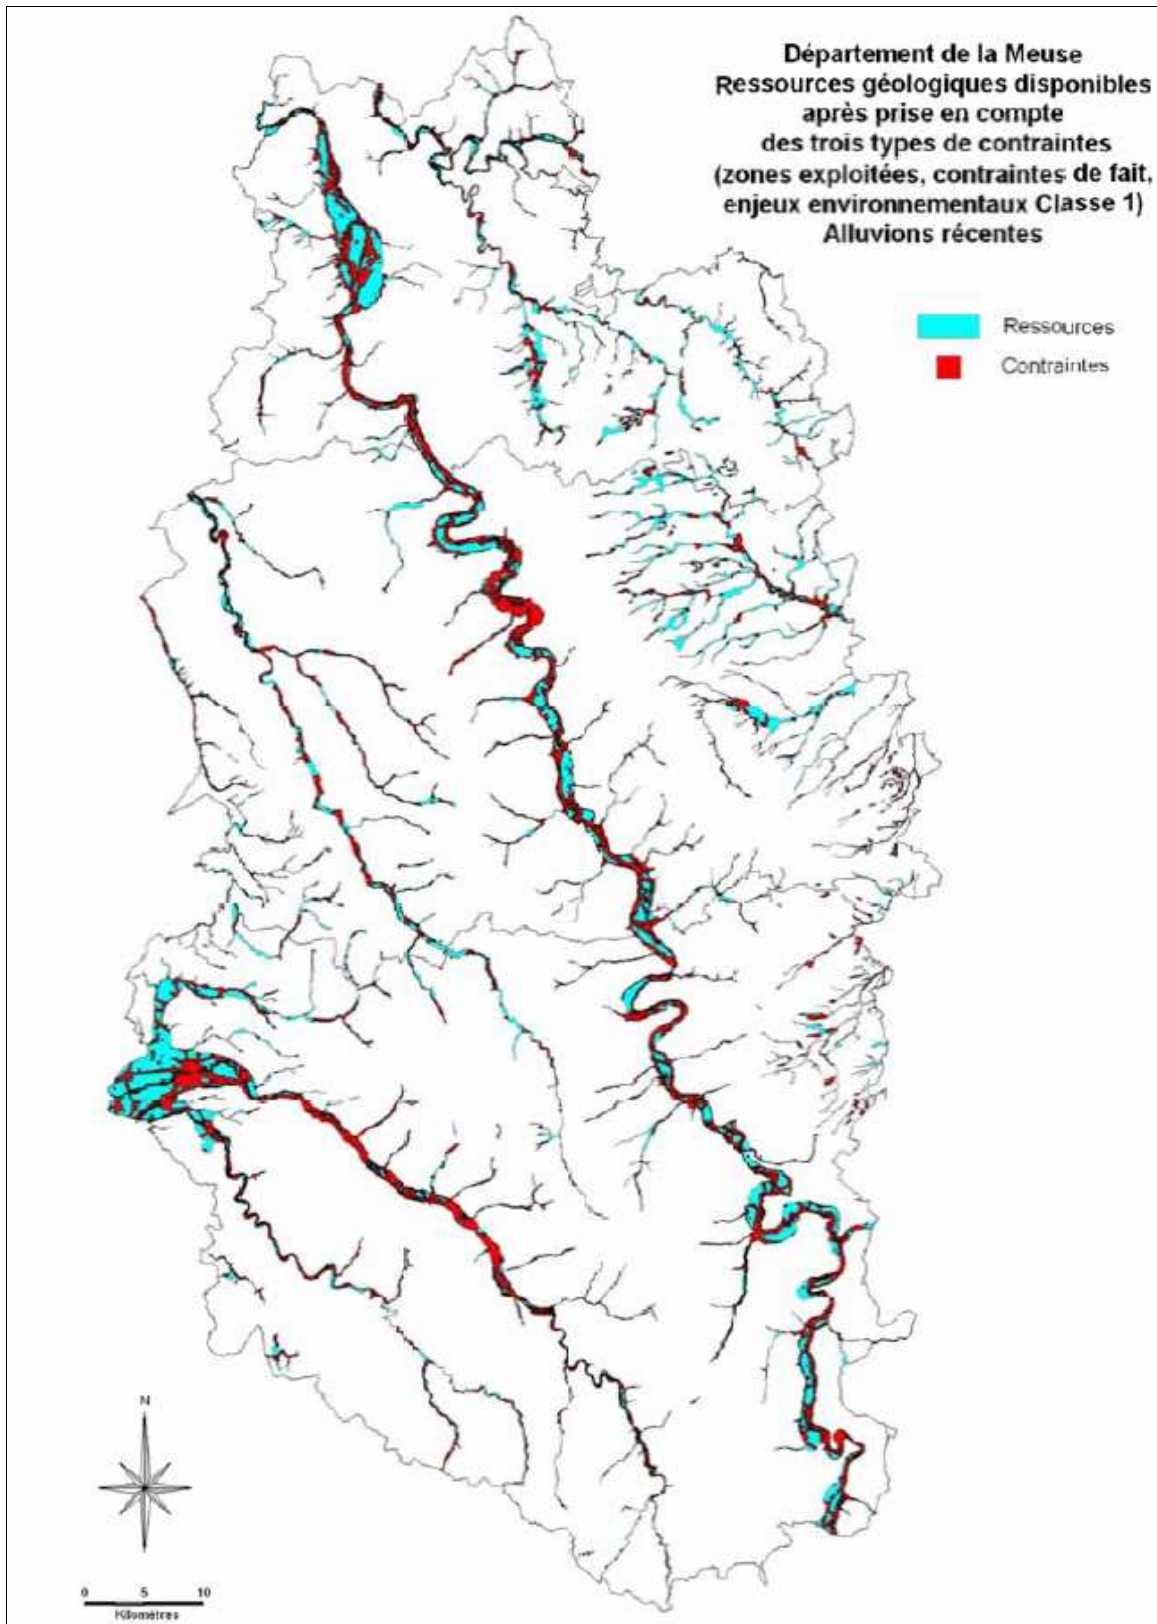 Département de la Meuse
Ressources géologiques disponibles
après prise en compte
des trois types de contraintes
(zones exploitées, contraintes de fait,
enjeux environnementaux Classe 1)
Alluvions récentes
Ressources
Contraintes
N
0 5 10
Kilomètres